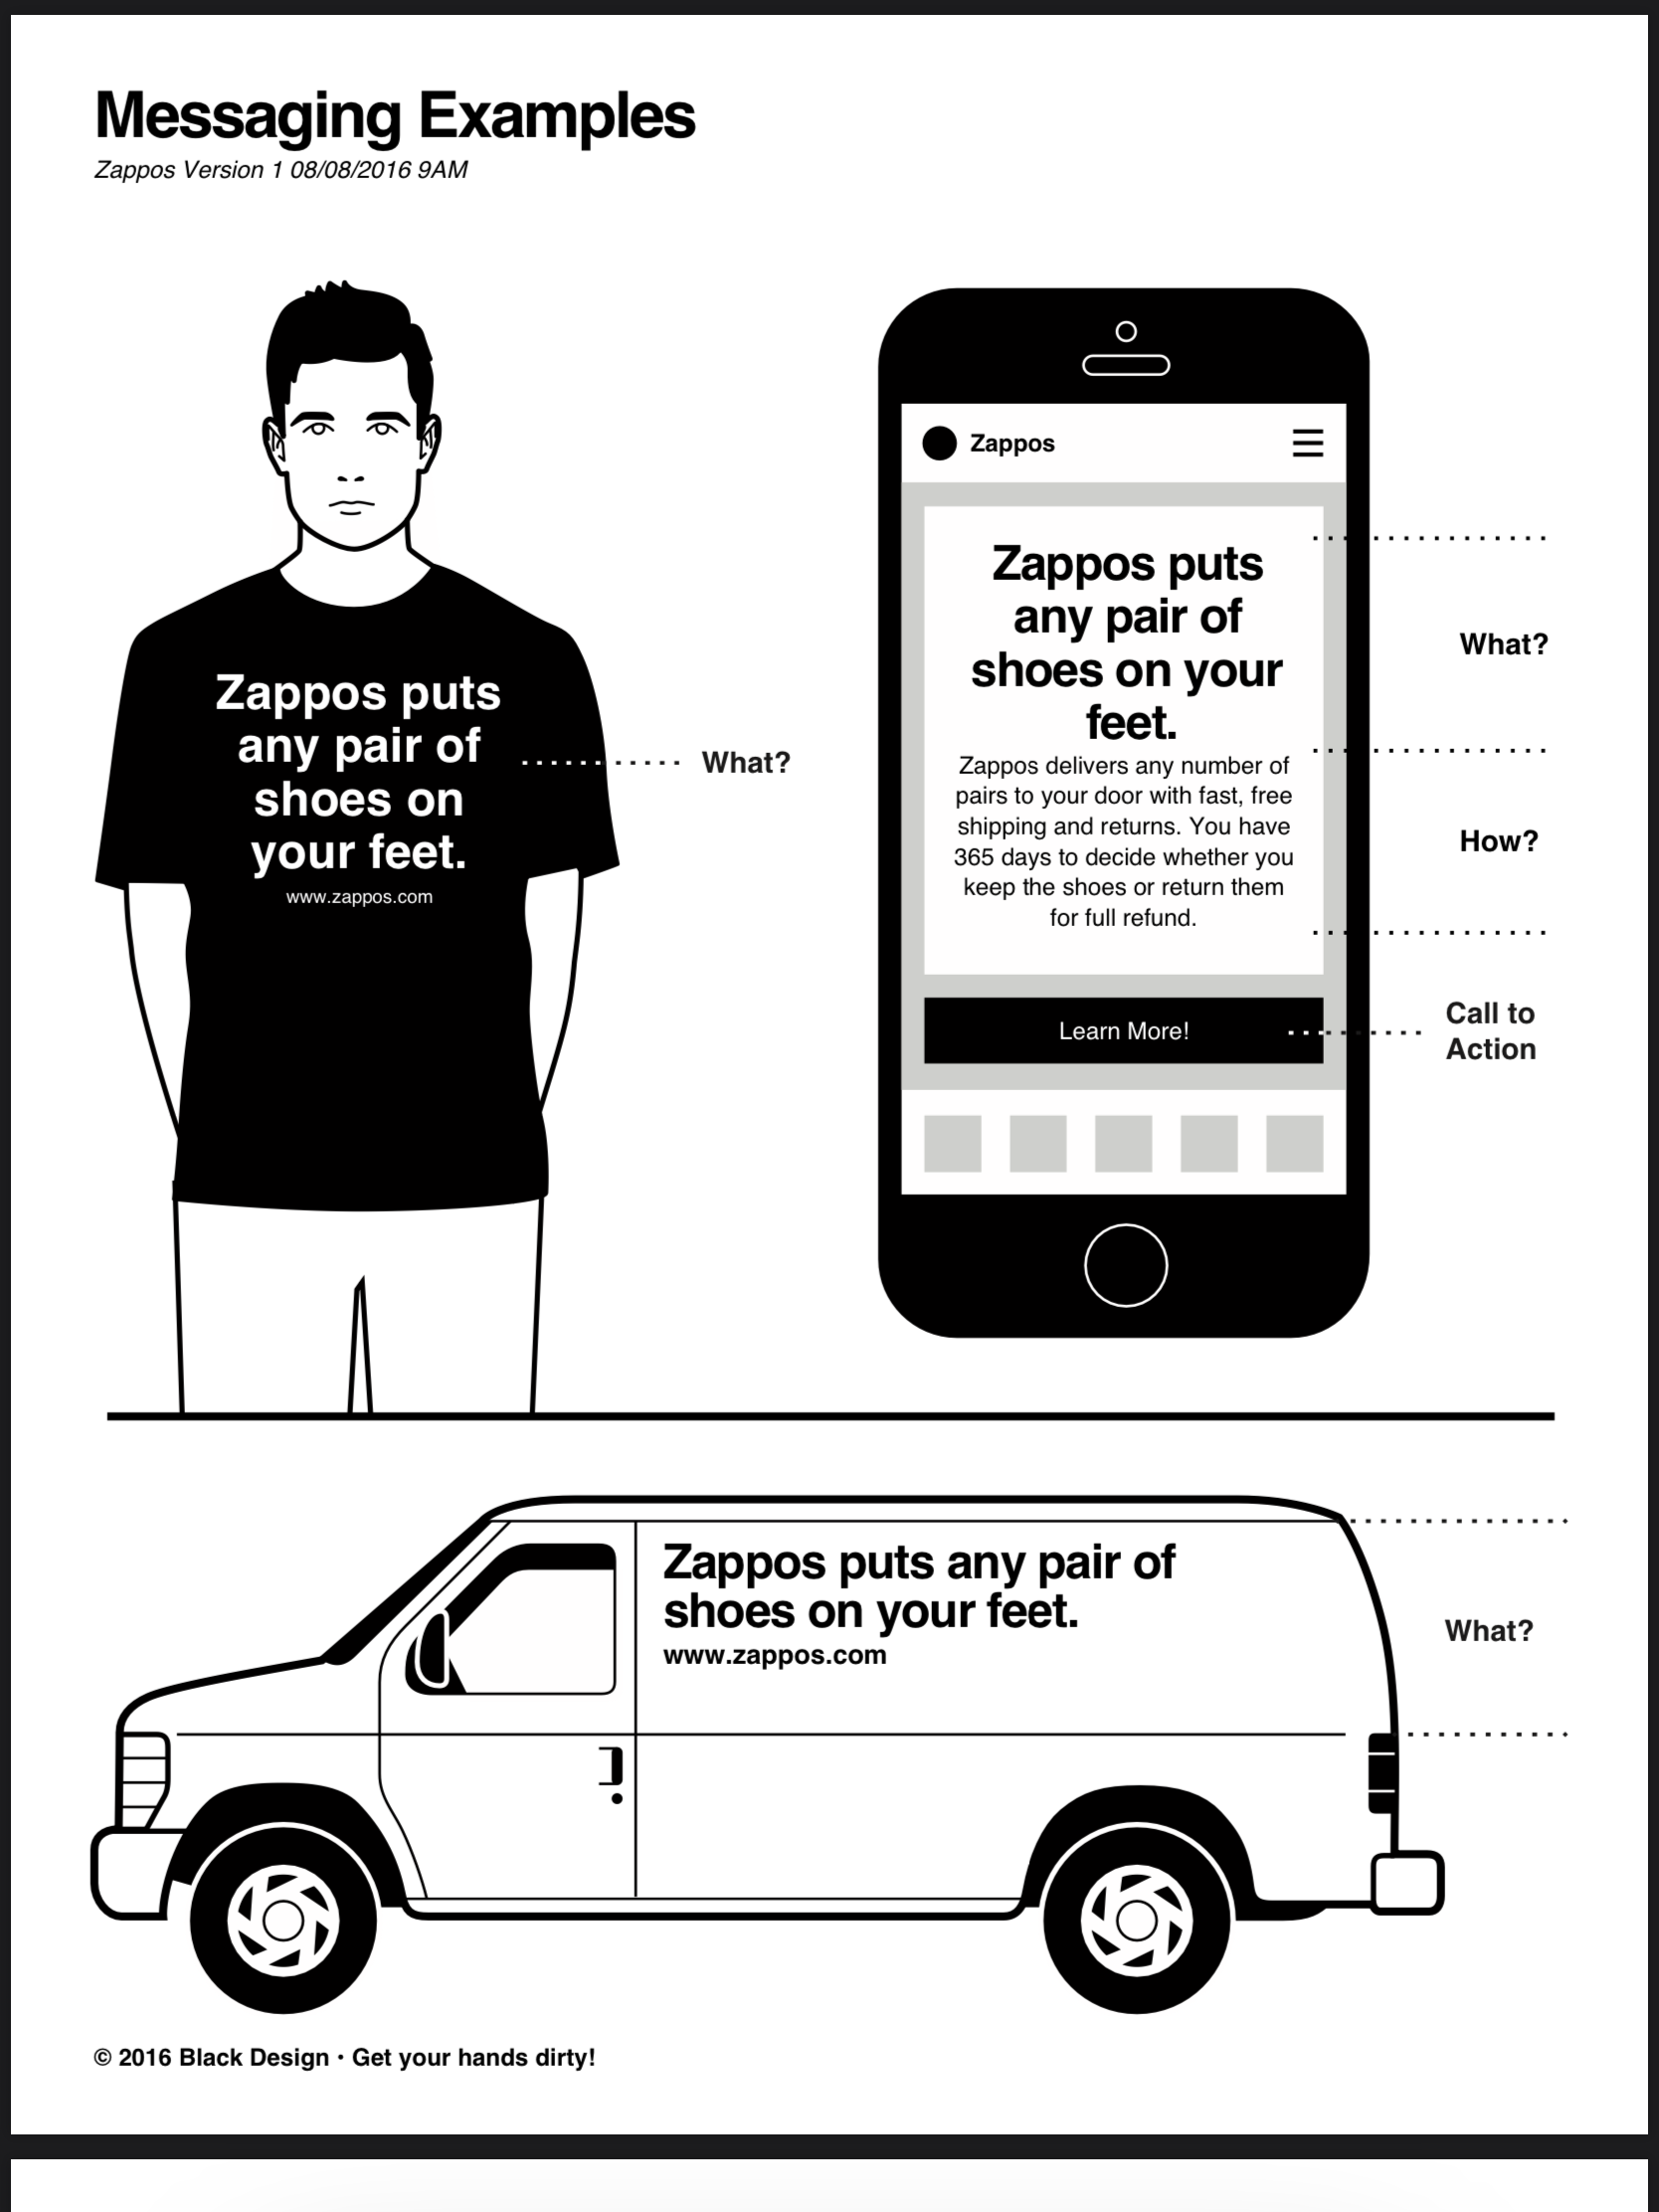 Messaging Examples
Zappos Version 1 08/08/2016 9AM
Zappos puts
any pair of
shoes on
your feet.
www.zappos.com
What?
Zappos
Zappos puts
any pair of
shoes on your
feet.
Zappos delivers any number of
pairs to your door with fast, free
shipping and returns. You have
365 days to decide whether you
keep the shoes or return them
for full refund.
Learn More!
What?
How?
Call to
Action
Zappos puts any pair of
shoes on your feet.
www.zappos.com
What?
© 2016 Black Design · Get your hands dirty!